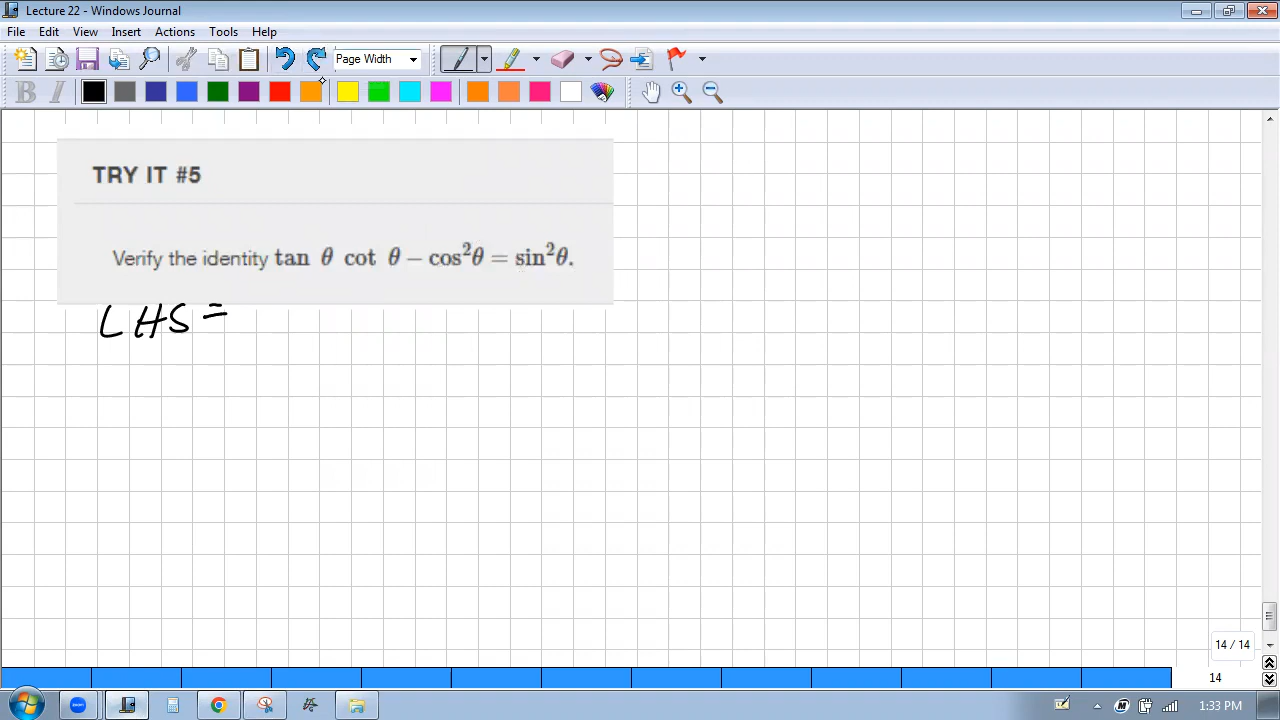 Lecture 22 - Windows Journal
File Edit View Insert Actions Tools Help
Page Width
B I
TRY IT #5
Verify the identity tan θ cot θ − cos²θ = sin²θ.
LHS =
14 / 14
14
zoom
1:33 PM